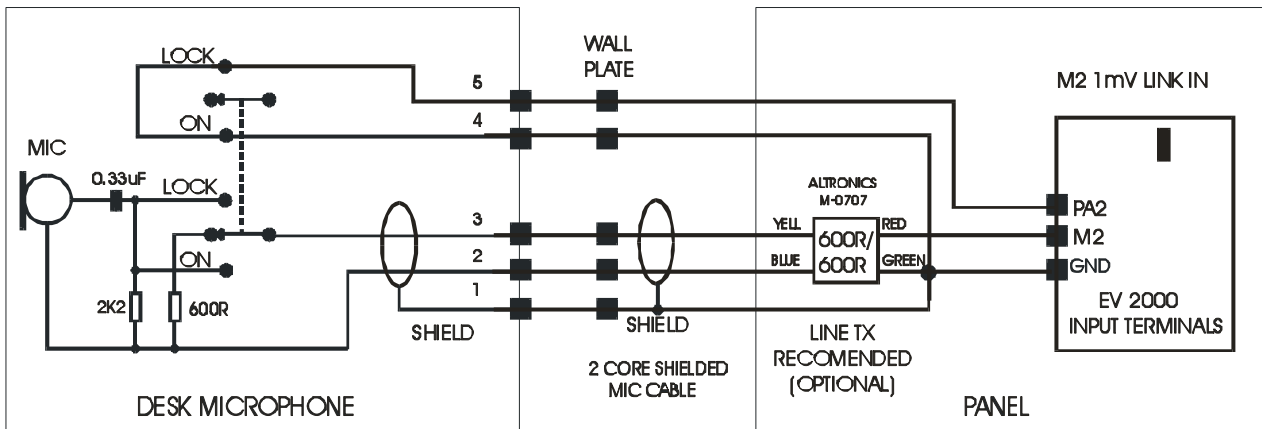 LOCK
5
WALL
PLATE
M2 1mV LINK IN
ON
4
MIC
0.33uF
LOCK
ALTRONICS
M-0707
PA2
3
YELL
600R/
600R
RED
M2
ON
2
BLUE
GREEN
GND
1
2K2
600R
SHIELD
SHIELD
EV 2000
INPUT TERMINALS
LINE TX
RECOMENDED
(OPTIONAL)
2 CORE SHIELDED
MIC CABLE
DESK MICROPHONE
PANEL